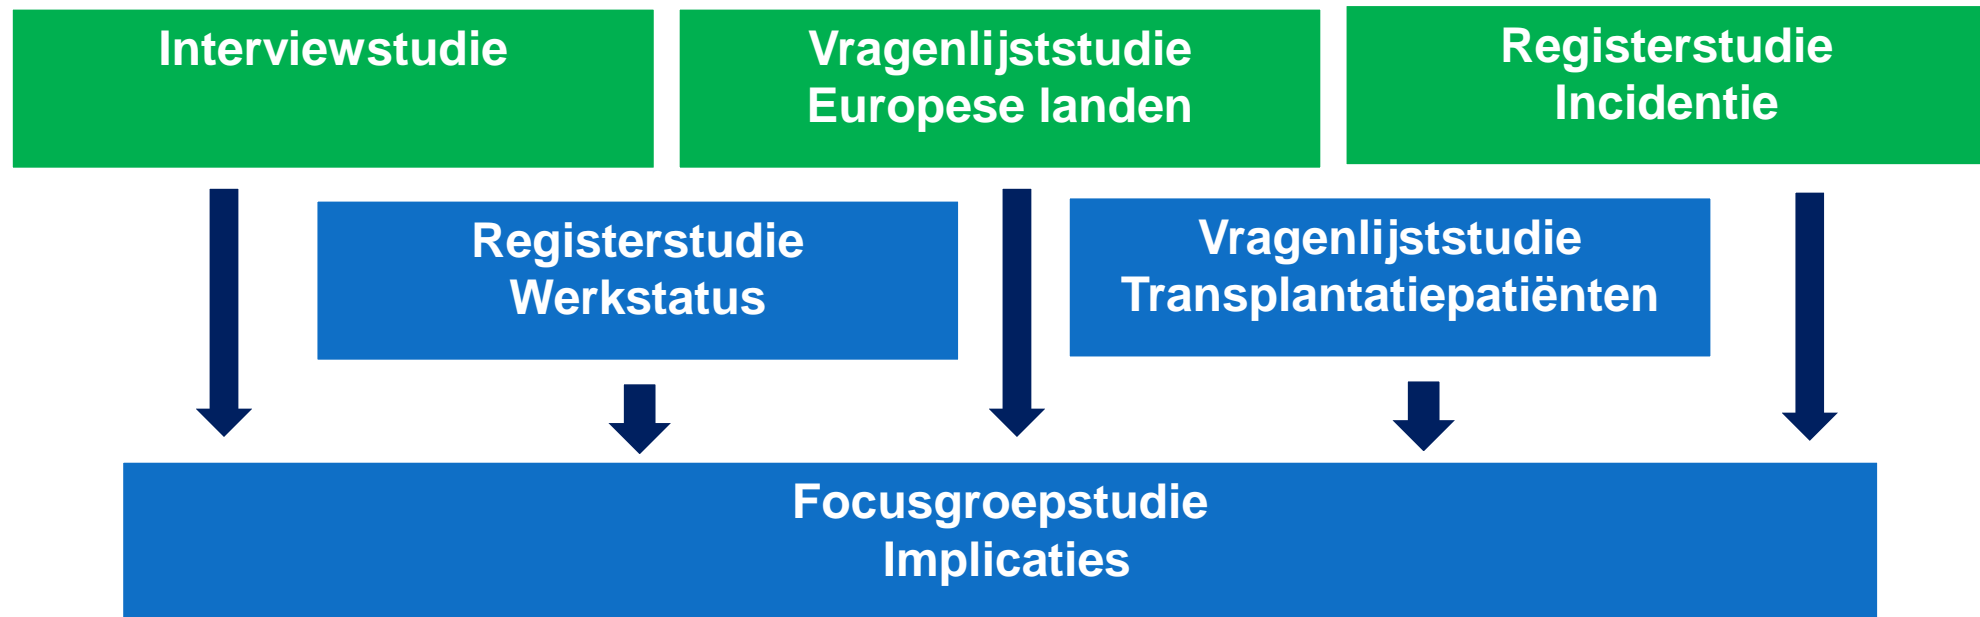 Interviewstudie
Vragenlijststudie
Europese landen
Registerstudie
Incidentie
Registerstudie
Werkstatus
Vragenlijststudie
Transplantatiepatiënten
Focusgroepstudie
Implicaties